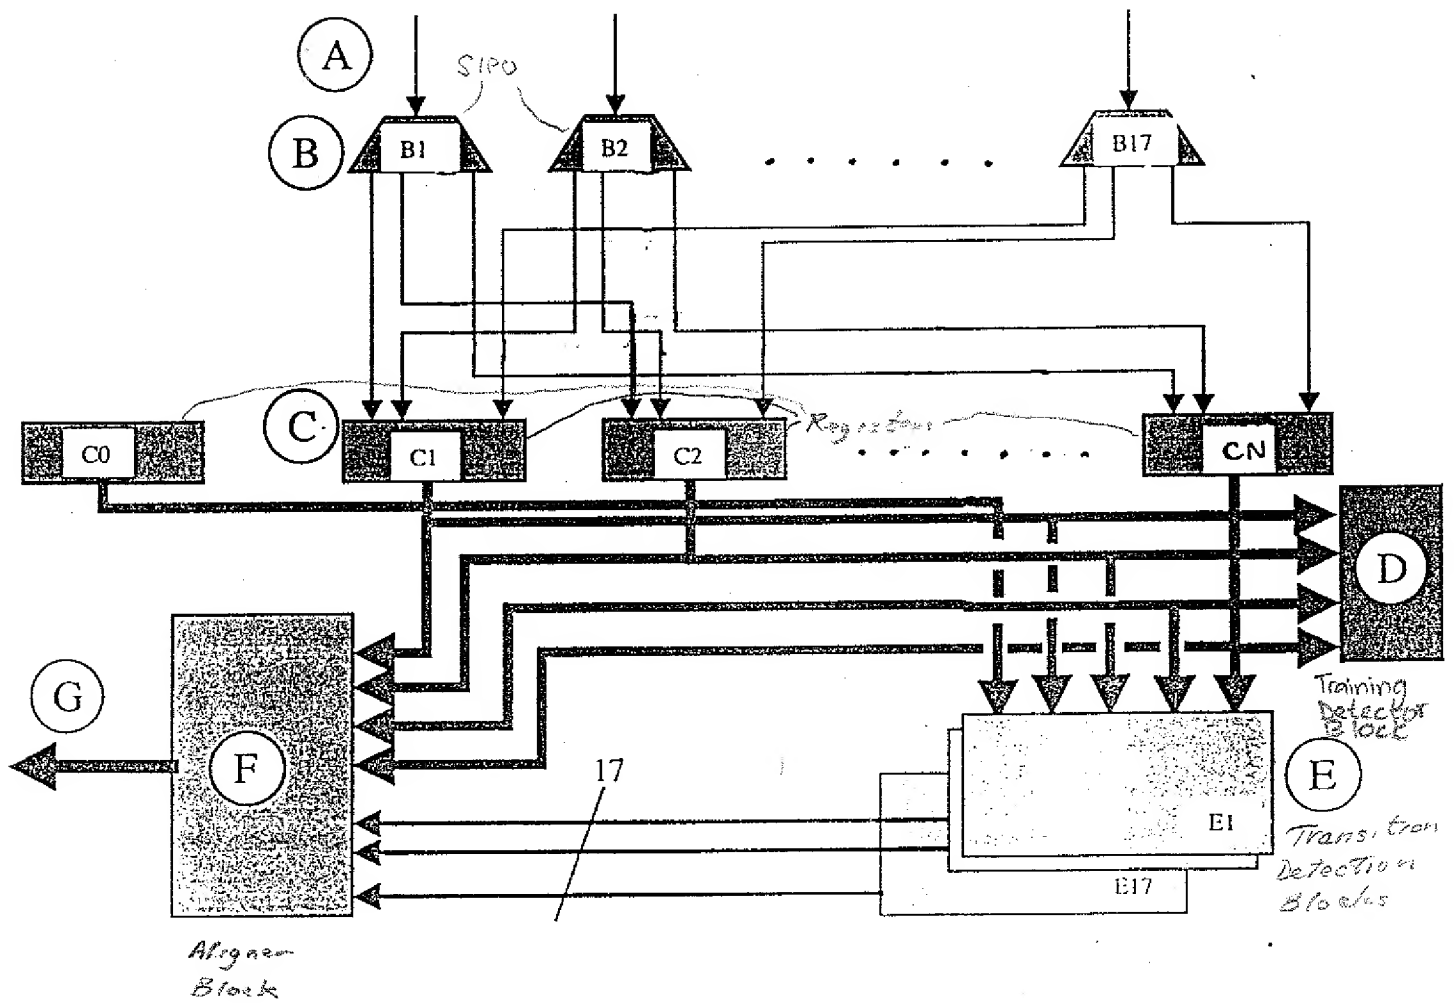 A
SIPO
B
B1
B2
B17
C
Registers
C0
C1
C2
CN
D
Training
Detector
Block
G
F
17
E
E1
E17
Transition
Detection
Blocks
Aligner
Block